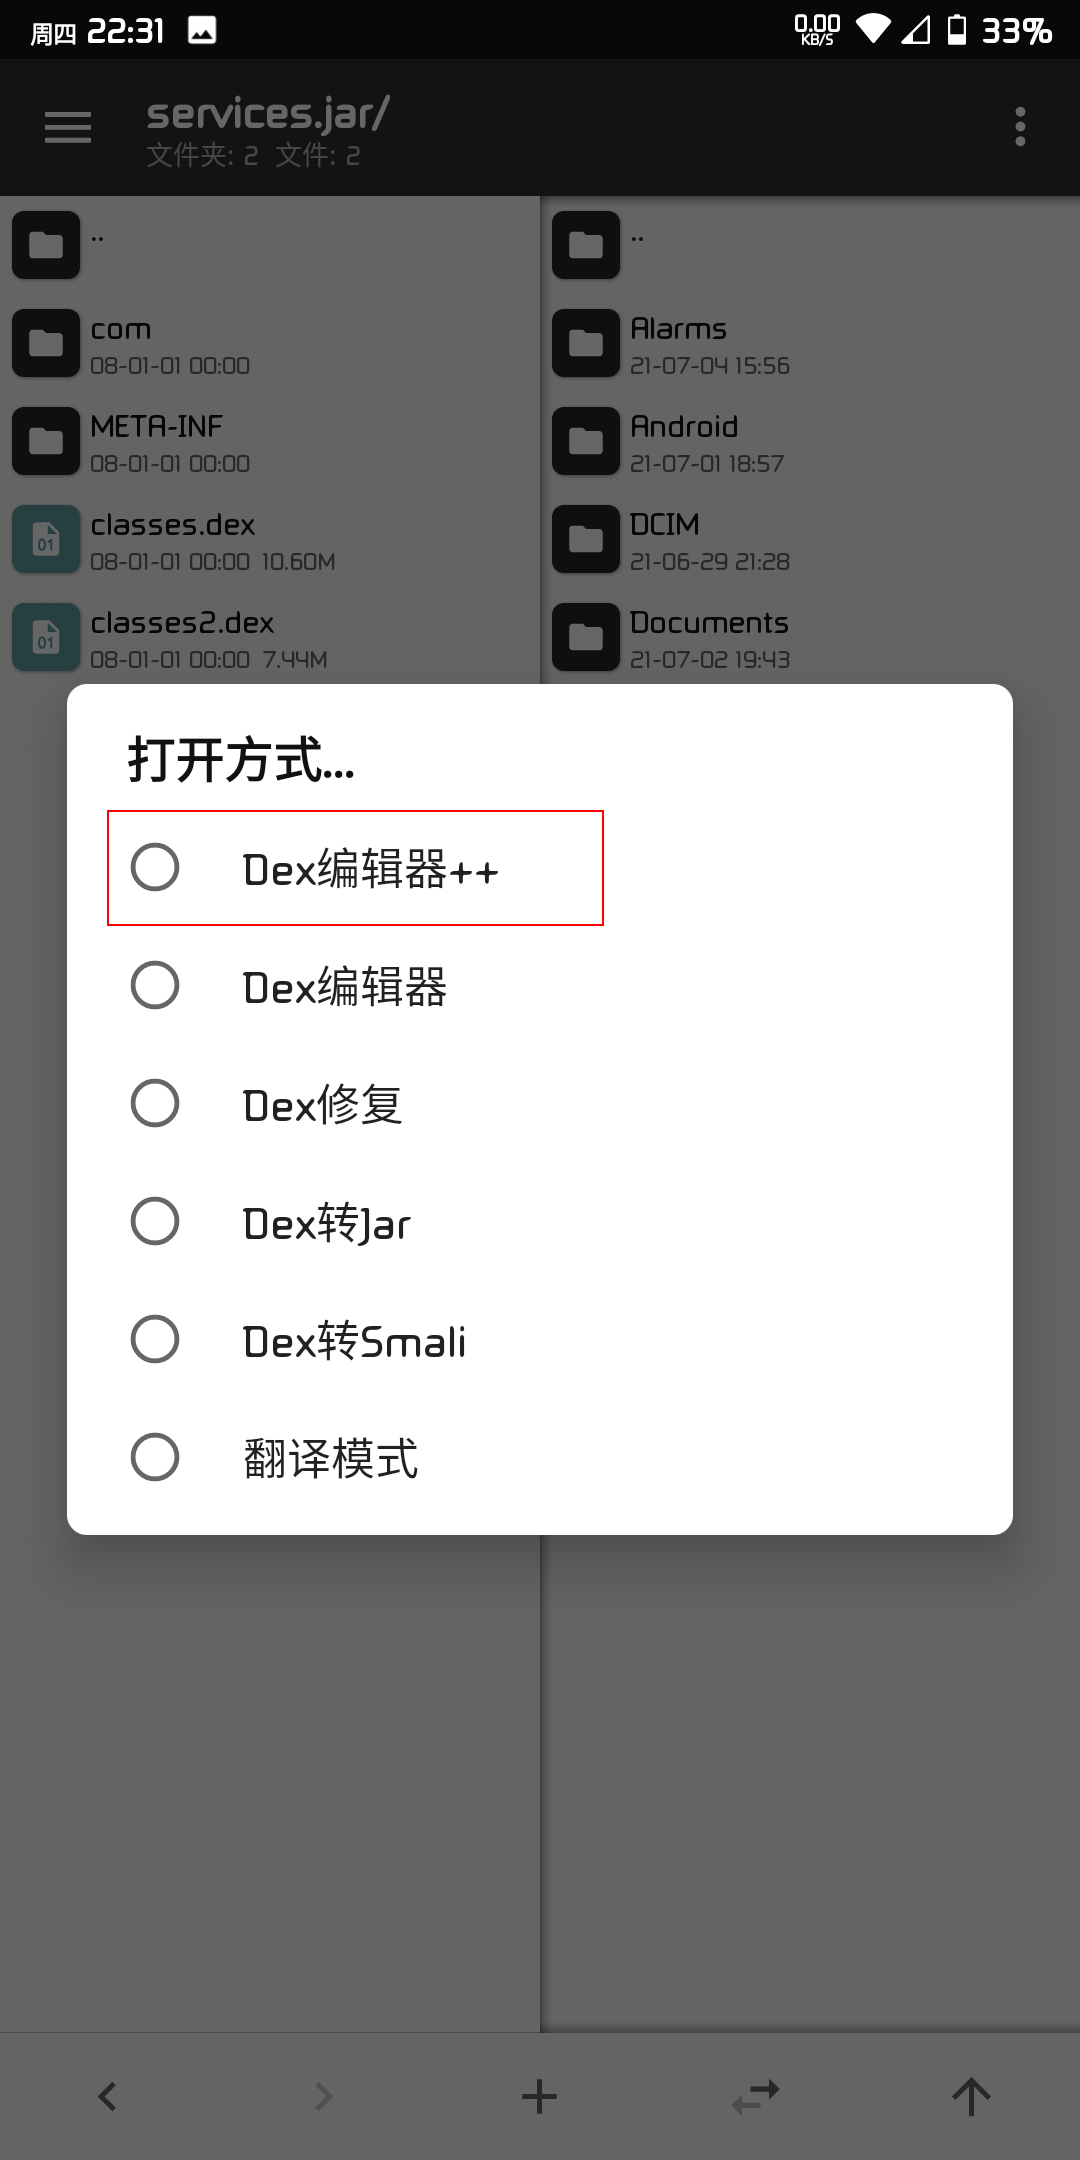 周四 22:31 0.00 KB/S 33%
services.jar/
文件夹: 2 文件: 2
..
com
08-01-01 00:00
META-INF
08-01-01 00:00
classes.dex
08-01-01 00:00 10.60M
classes2.dex
08-01-01 00:00 7.44M
..
Alarms
21-07-04 15:56
Android
21-07-01 18:57
DCIM
21-06-29 21:28
Documents
21-07-02 19:43
打开方式...
Dex编辑器++
Dex编辑器
Dex修复
Dex转Jar
Dex转Smali
翻译模式